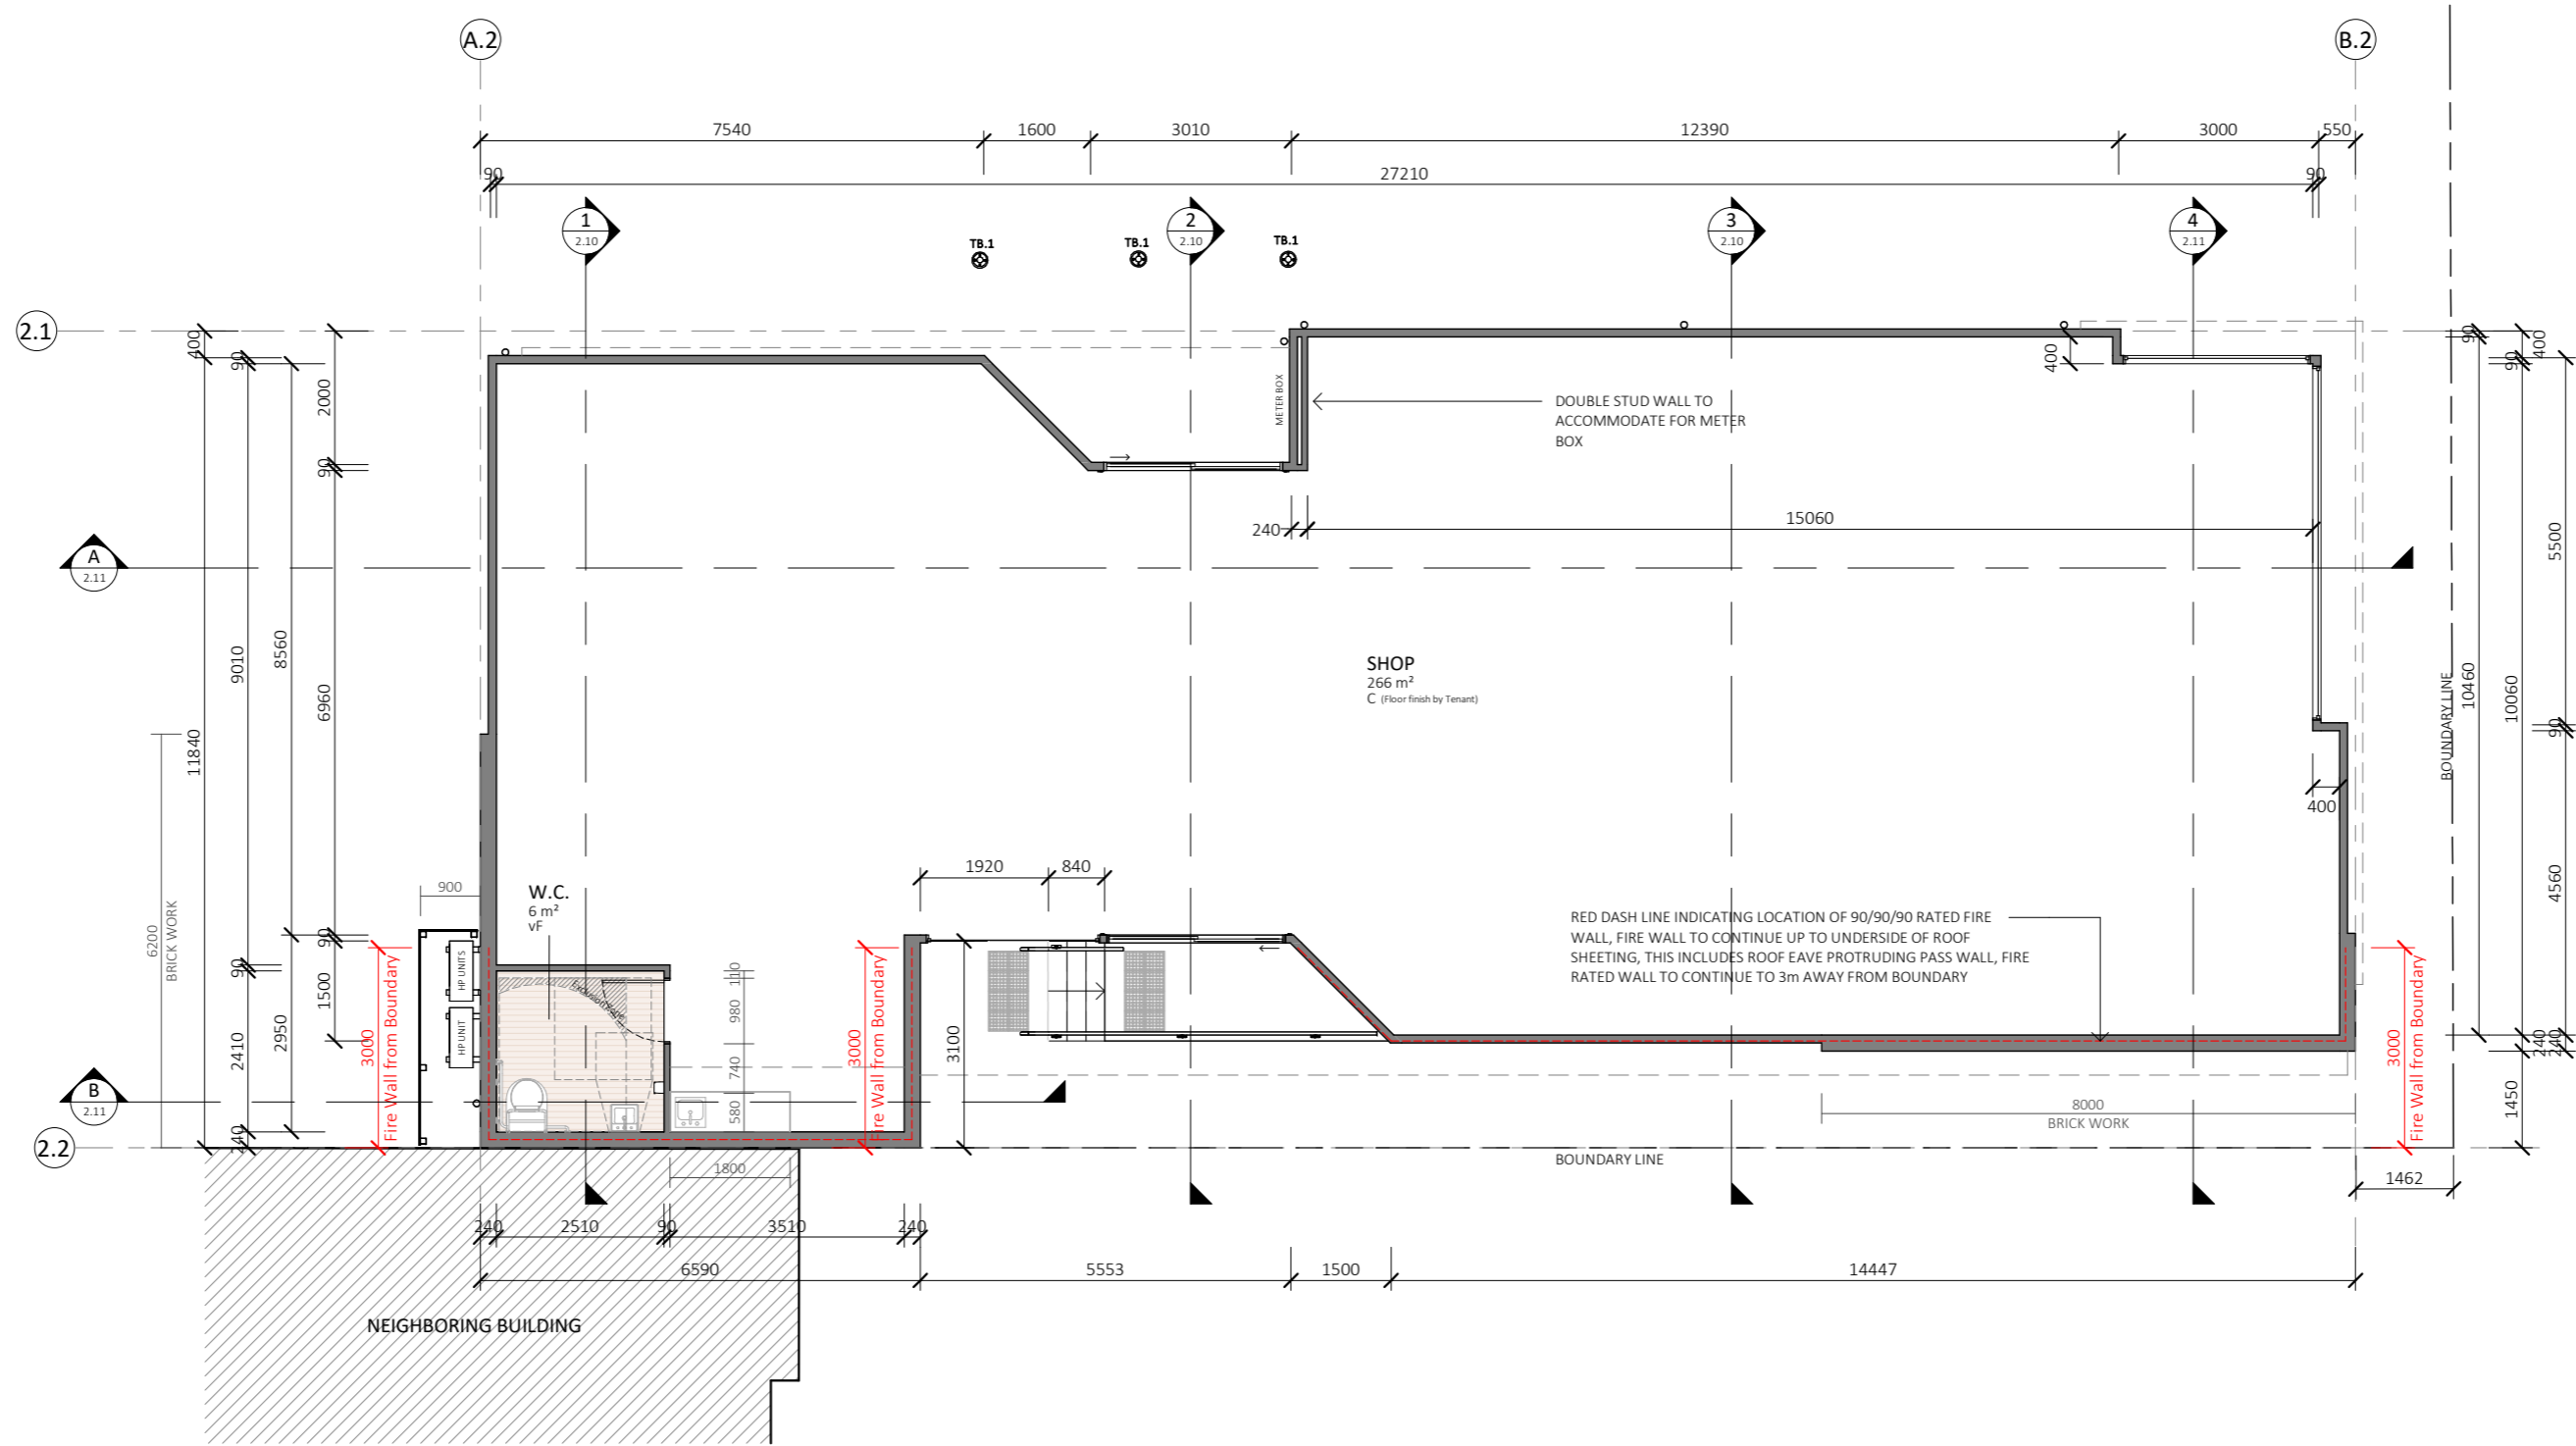 A.2
B.2
7540
1600
3010
12390
3000
550
90
27210
90
1
2.10
2
2.10
3
2.10
4
2.11
TB.1
TB.1
TB.1
2.1
400
90
2000
90
METER BOX
DOUBLE STUD WALL TO
ACCOMMODATE FOR METER
BOX
400
90
90
400
240
15060
5500
A
2.11
8560
9010
6960
11840
SHOP
266 m²
C (Floor finish by Tenant)
10460
10060
BOUNDARY LINE
90
400
4560
6200
BRICK WORK
900
W.C.
6 m²
vF
1920
840
RED DASH LINE INDICATING LOCATION OF 90/90/90 RATED FIRE
WALL, FIRE WALL TO CONTINUE UP TO UNDERSIDE OF ROOF
SHEETING, THIS INCLUDES ROOF EAVE PROTRUDING PASS WALL, FIRE
RATED WALL TO CONTINUE TO 3m AWAY FROM BOUNDARY
90
90
1500
2410
2950
3000
Fire Wall from Boundary
HP UNITS
HP UNIT
Exclusion Zone
110
980
740
580
3000
Fire Wall from Boundary
3100
3000
Fire Wall from Boundary
240
240
1450
B
2.11
8000
BRICK WORK
2.2
240
BOUNDARY LINE
1800
1462
240
2510
90
3510
240
6590
5553
1500
14447
NEIGHBORING BUILDING